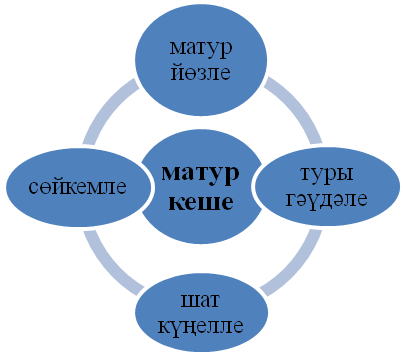 матур
йөзле
сөйкемле
матур
кеше
туры
гәүдәле
шат
күңелле